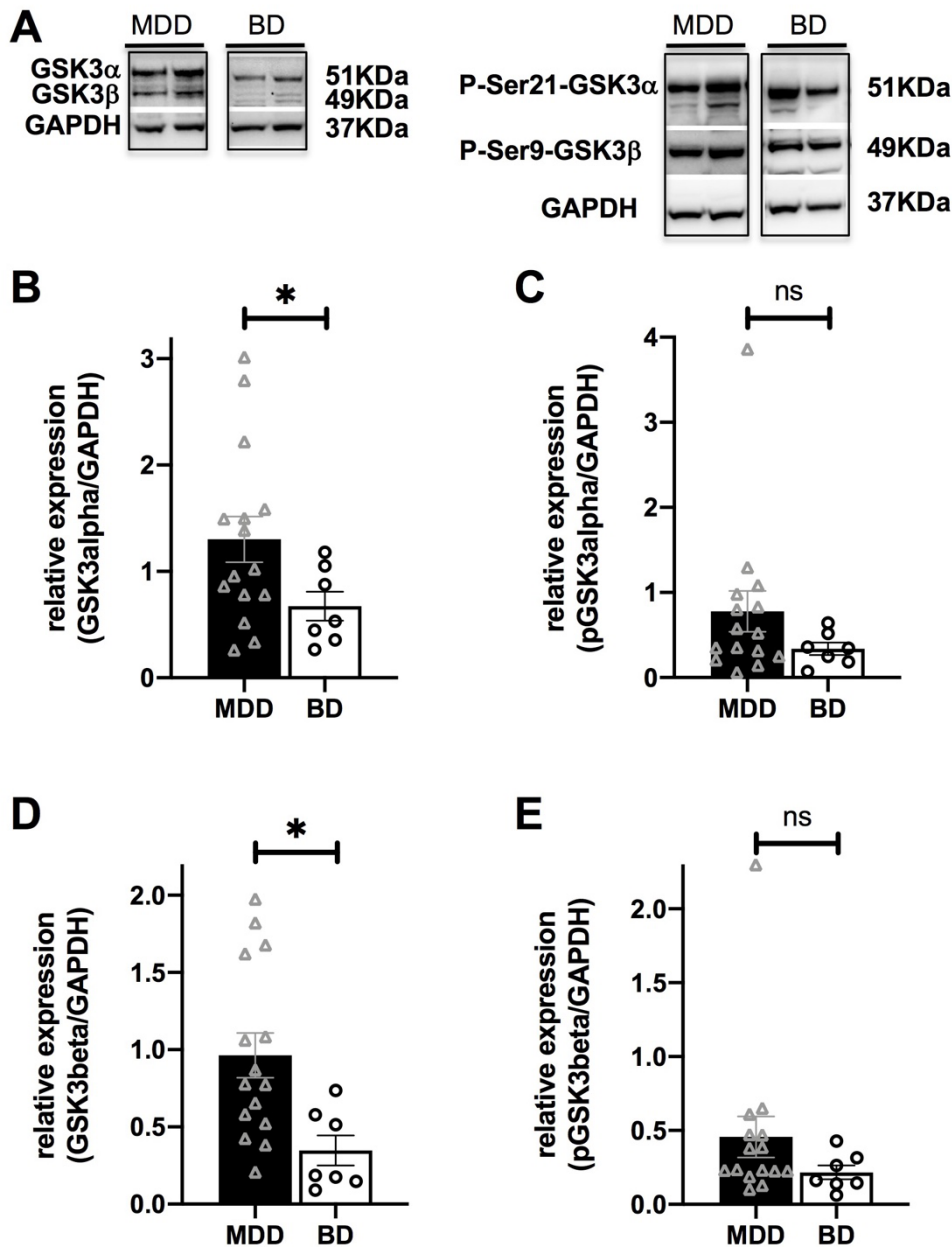 A
MDD BD
GSK3α 51KDa
GSK3β 49KDa
GAPDH 37KDa
MDD BD
P-Ser21-GSK3α 51KDa
P-Ser9-GSK3β 49KDa
GAPDH 37KDa
B
*
relative expression
(GSK3alpha/GAPDH)
3
2
1
0
MDD BD
C
ns
relative expression
(pGSK3alpha/GAPDH)
4
3
2
1
0
MDD BD
D
*
relative expression
(GSK3beta/GAPDH)
2.0
1.5
1.0
0.5
0.0
MDD BD
E
ns
relative expression
(pGSK3beta/GAPDH)
2.0
1.5
1.0
0.5
0.0
MDD BD